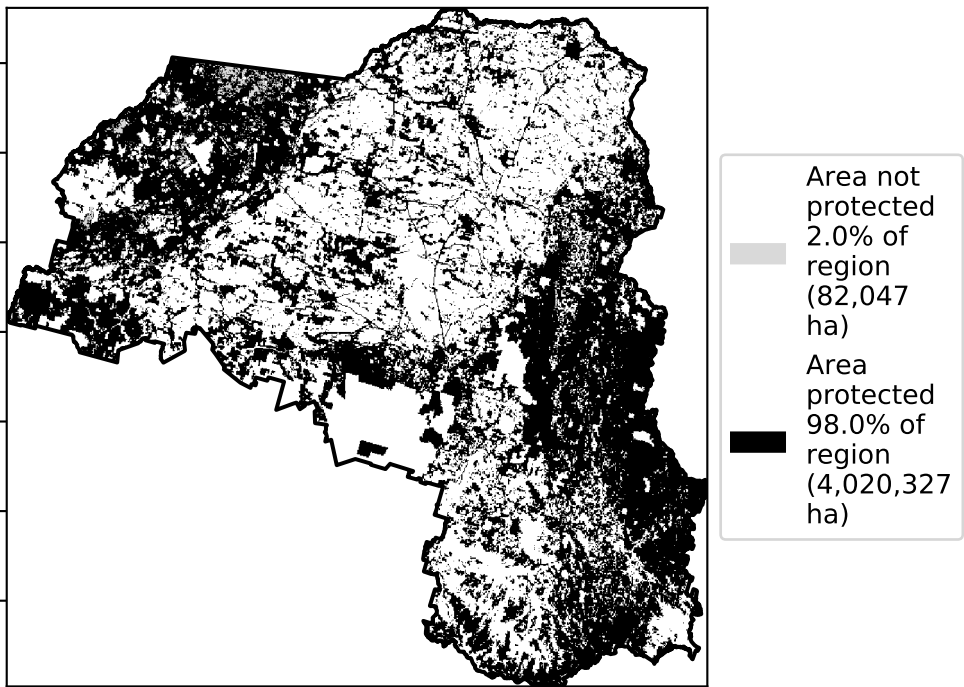 Area not
protected
2.0% of
region
(82,047
ha)
Area
protected
98.0% of
region
(4,020,327
ha)